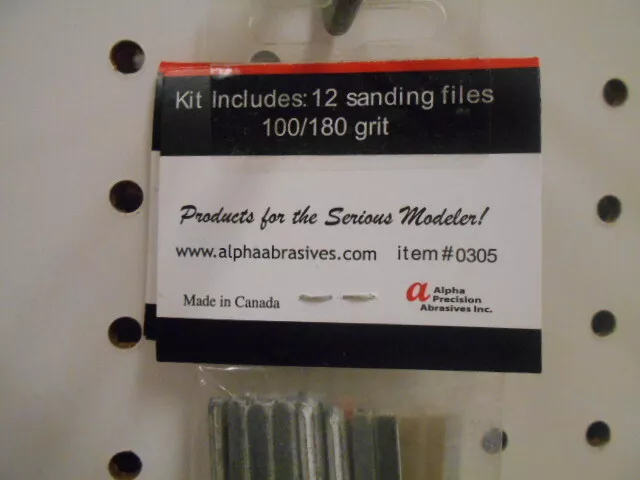 Kit Includes: 12 sanding files
100/180 grit
Products for the Serious Modeler!
www.alphaabrasives.com item#0305
Made in Canada
a Alpha
Precision
Abrasives Inc.